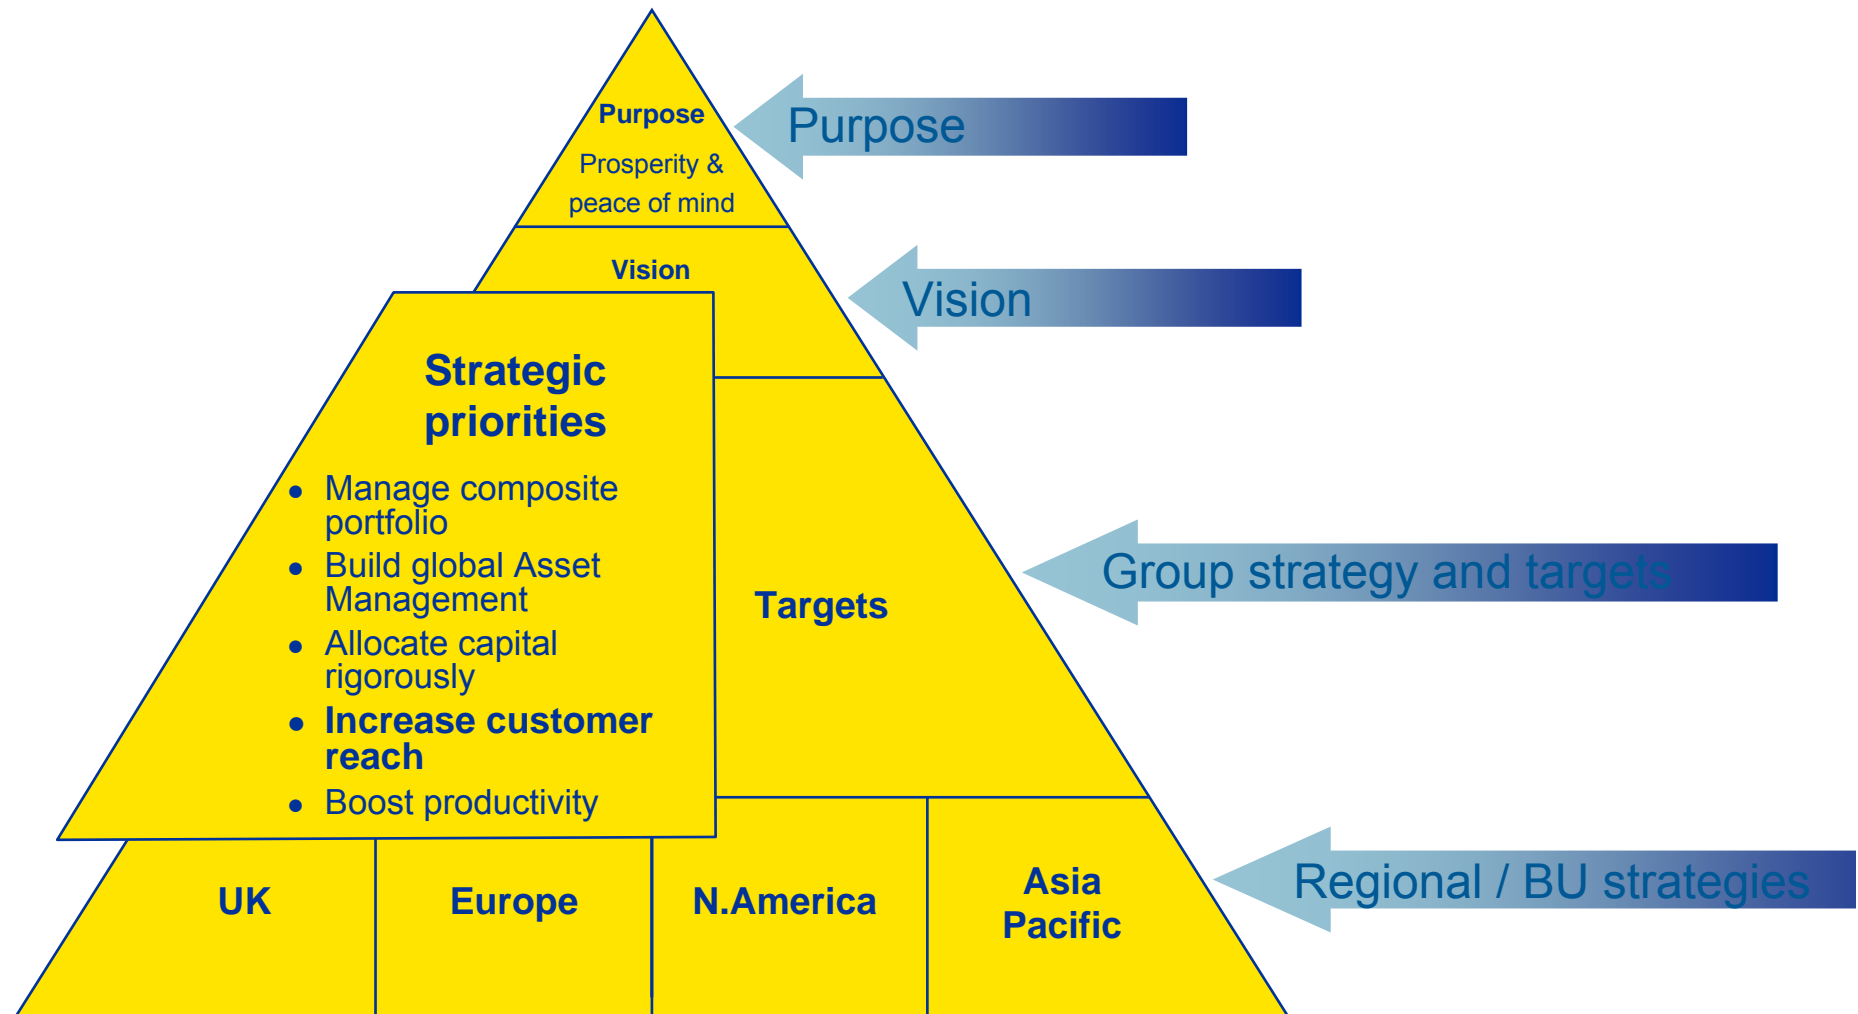 Purpose
Prosperity &
peace of mind
Purpose
Vision
Vision
Strategic
priorities
● Manage composite
portfolio
● Build global Asset
Management
● Allocate capital
rigorously
● Increase customer
reach
● Boost productivity
Targets
Group strategy and targets
UK
Europe
N.America
Asia
Pacific
Regional / BU strategies